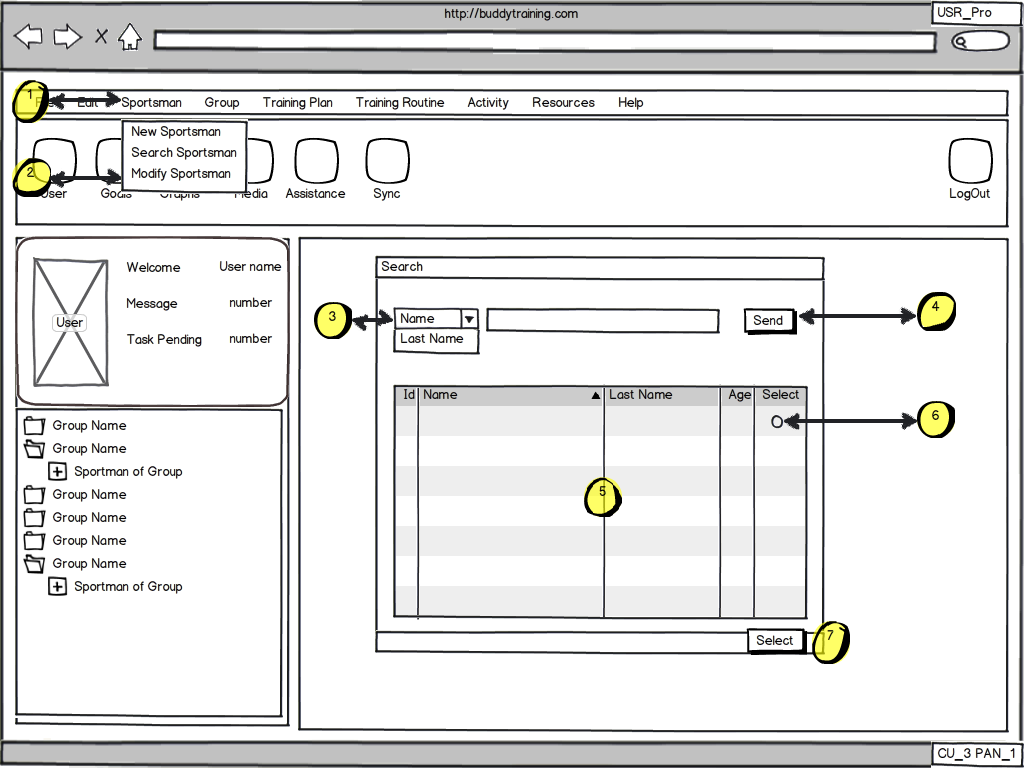 http://buddytraining.com
USR_Pro
1
Edit Sportsman Group Training Plan Training Routine Activity Resources Help
New Sportsman
Search Sportsman
Modify Sportsman
2
User Goals Graphs Media Assistance Sync LogOut
User
Welcome User name
Message number
Task Pending number
Group Name
Group Name
Sportman of Group
Group Name
Group Name
Group Name
Group Name
Sportman of Group
Search
3
Name
Last Name
Send
4
Id Name Last Name Age Select
6
5
Select
7
CU_3 PAN_1